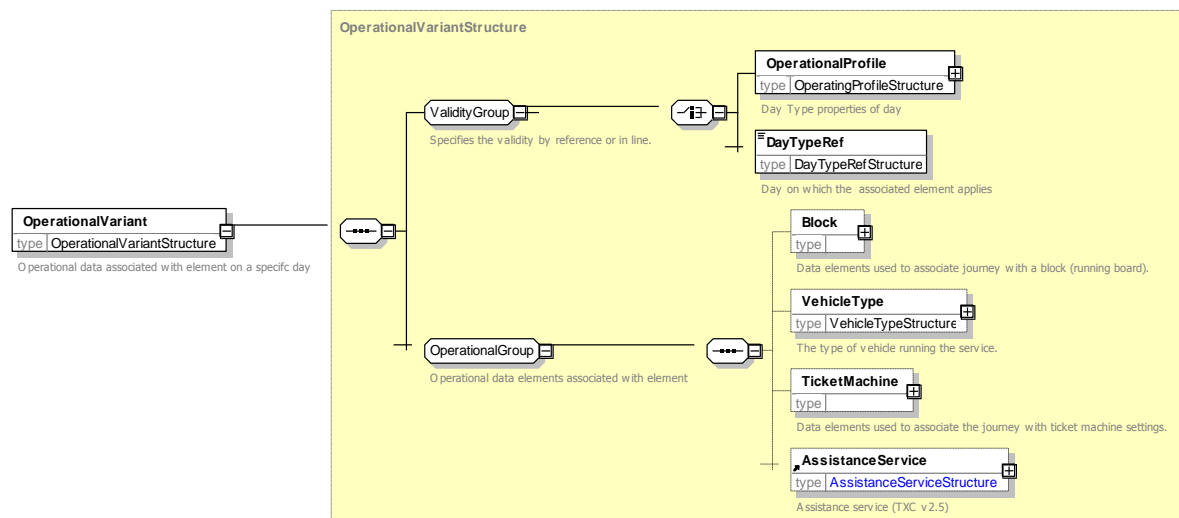 OperationalVariantStructure
OperationalProfile
type OperatingProfileStructure
Day Type properties of day
ValidityGroup
Specifies the validity by reference or in line.
DayTypeRef
type DayTypeRefStructure
Day on which the associated element applies
OperationalVariant
type OperationalVariantStructure
Operational data associated with element on a specifc day
Block
type
Data elements used to associate journey with a block (running board).
VehicleType
type VehicleTypeStructure
The type of vehicle running the service.
OperationalGroup
Operational data elements associated with element
TicketMachine
type
Data elements used to associate the journey with ticket machine settings.
AssistanceService
type AssistanceServiceStructure
Assistance service (TXC v2.5)